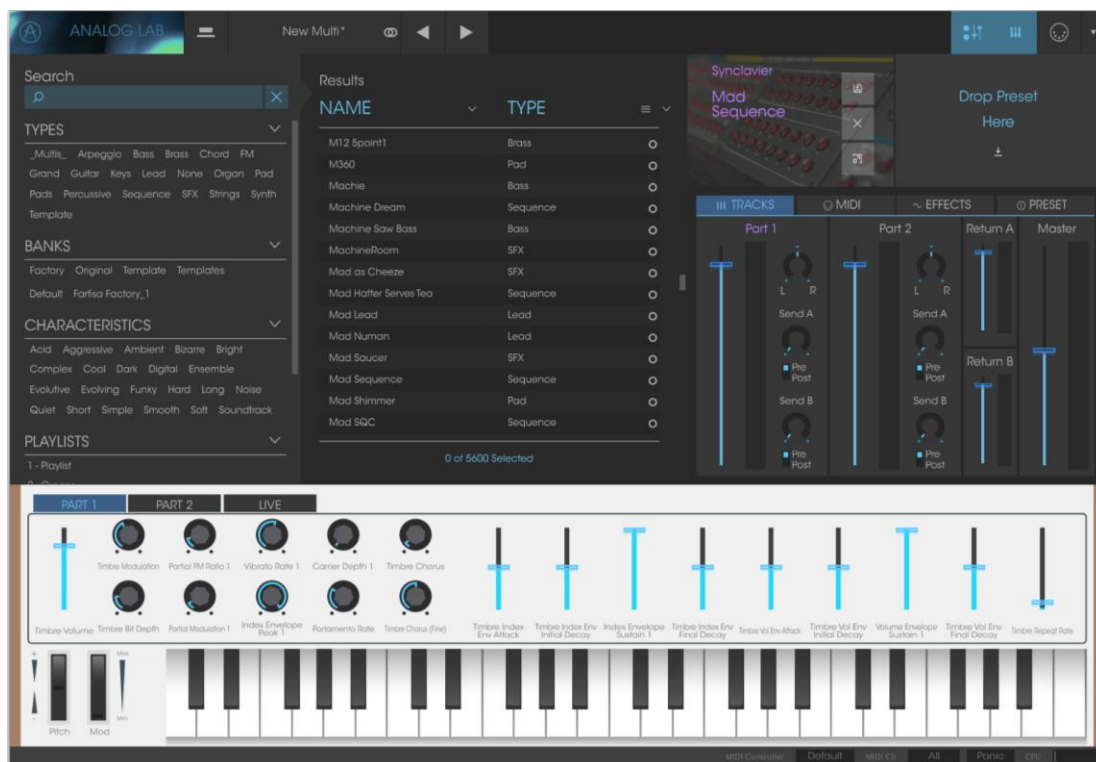 ANALOG LAB
New Multi*
Search
TYPES
_Multis_ Arpeggio Bass Brass Chord FM
Grand Guitar Keys Lead None Organ Pad
Pads Percussive Sequence SFX Strings Synth
Template
BANKS
Factory Original Template Templates
Default Farfisa Factory_1
CHARACTERISTICS
Acid Aggressive Ambient Bizarre Bright
Complex Cool Dark Digital Ensemble
Evolutive Evolving Funky Hard Long Noise
Quiet Short Simple Smooth Soft Soundtrack
PLAYLISTS
1 - Playlist
Results
NAME TYPE
M12 5point1 Brass
M360 Pad
Machie Bass
Machine Dream Sequence
Machine Saw Bass Bass
MachineRoom SFX
Mad as Cheeze SFX
Mad Hatter Serves Tea Sequence
Mad Lead Lead
Mad Numan Lead
Mad Saucer SFX
Mad Sequence Sequence
Mad Shimmer Pad
Mad SQC Sequence
0 of 5600 Selected
Synclavier
Mad
Sequence
Drop Preset
Here
TRACKS MIDI EFFECTS PRESET
Part 1 Part 2 Return A Master
L R L R
Send A Send A
Return B
Pre Pre
Post Post
Send B Send B
Pre Pre
Post Post
PART 1 PART 2 LIVE
Timbre Modulation Partial FM Ratio 1 Vibrato Rate 1 Carrier Depth 1 Timbre Chorus
Timbre Volume Timbre Bit Depth Partial Modulation 1 Index Envelope Peak 1 Portamento Rate Timbre Chorus (Fine)
Timbre Index Env Attack Timbre Index Env Initial Decay Index Envelope Sustain 1 Timbre Index Env Final Decay Timbre Vol Env Attack Timbre Vol Env Initial Decay Volume Envelope Sustain 1 Timbre Vol Env Final Decay Timbre Repeat Rate
+ Max
- Min
Pitch Mod
MIDI Controller Default MIDI Ch All Panic CPU